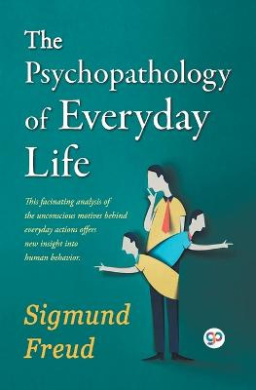 The
Psychopathology
of Everyday
Life
This facinating analysis of
the unconscious motives behind
everyday actions offers
new insight into
human behavior.
Sigmund
Freud
gp